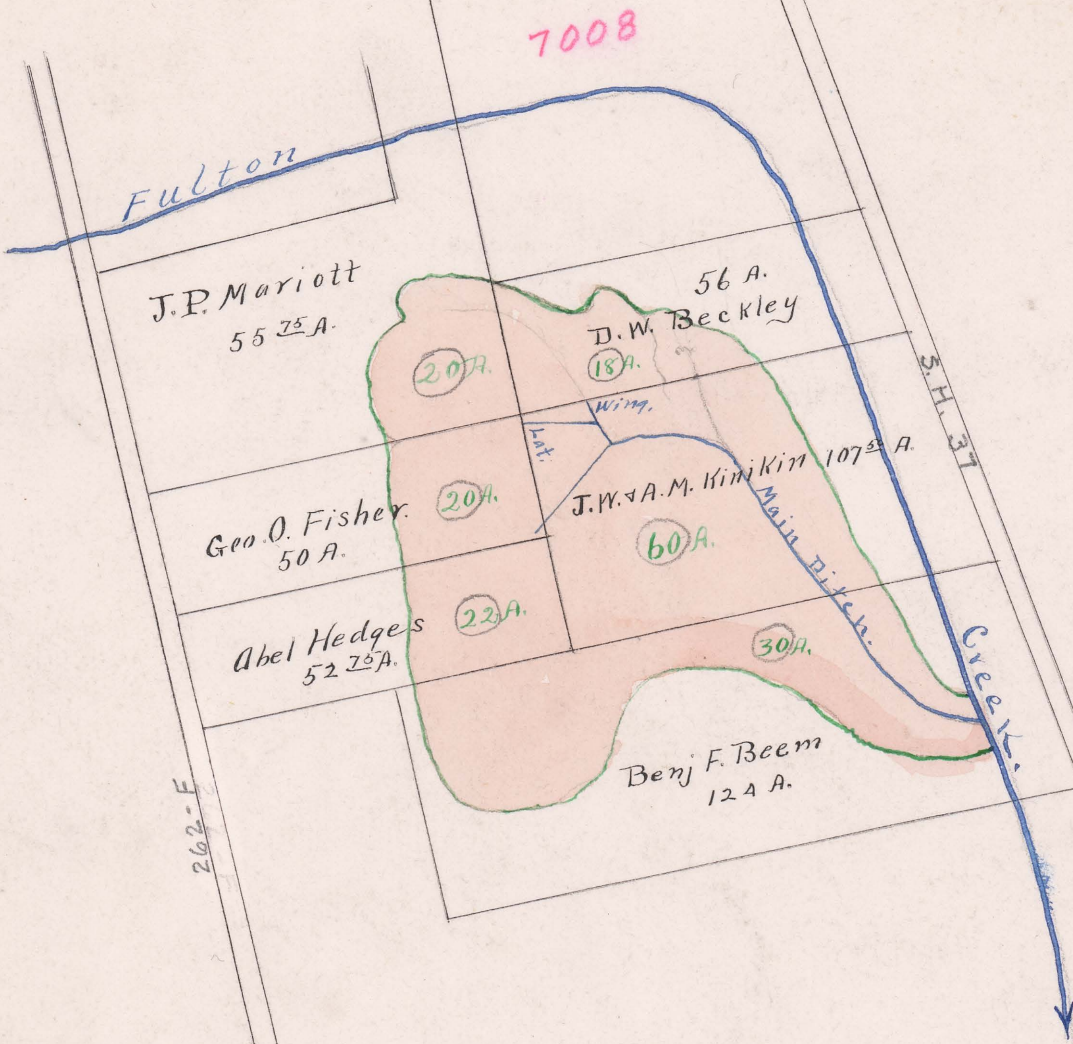 7008
Fulton
J.P. Mariott
55 75 A.
20 A.
56 A.
D.W. Beckley
18 A.
Wing.
Lat.
S. H. 37
J.W. & A.M. Kinikin 107 50 A.
Geo. O. Fisher.
50 A.
20 A.
60 A.
Main Ditch.
Abel Hedges
52 75 A.
22 A.
30 A.
Creek.
Benj F. Beem
124 A.
262-F